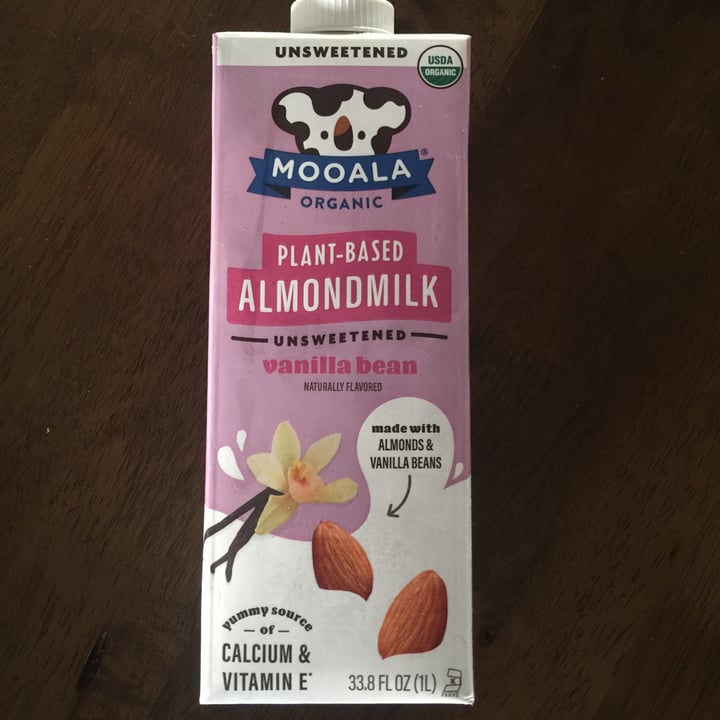 UNSWEETENED
USDA
ORGANIC
MOOALA®
ORGANIC
PLANT-BASED
ALMONDMILK
UNSWEETENED
vanilla bean
NATURALLY FLAVORED
made with
ALMONDS &
VANILLA BEANS
yummy source
— of —
CALCIUM &
VITAMIN E*
33.8 FL OZ (1L)
K